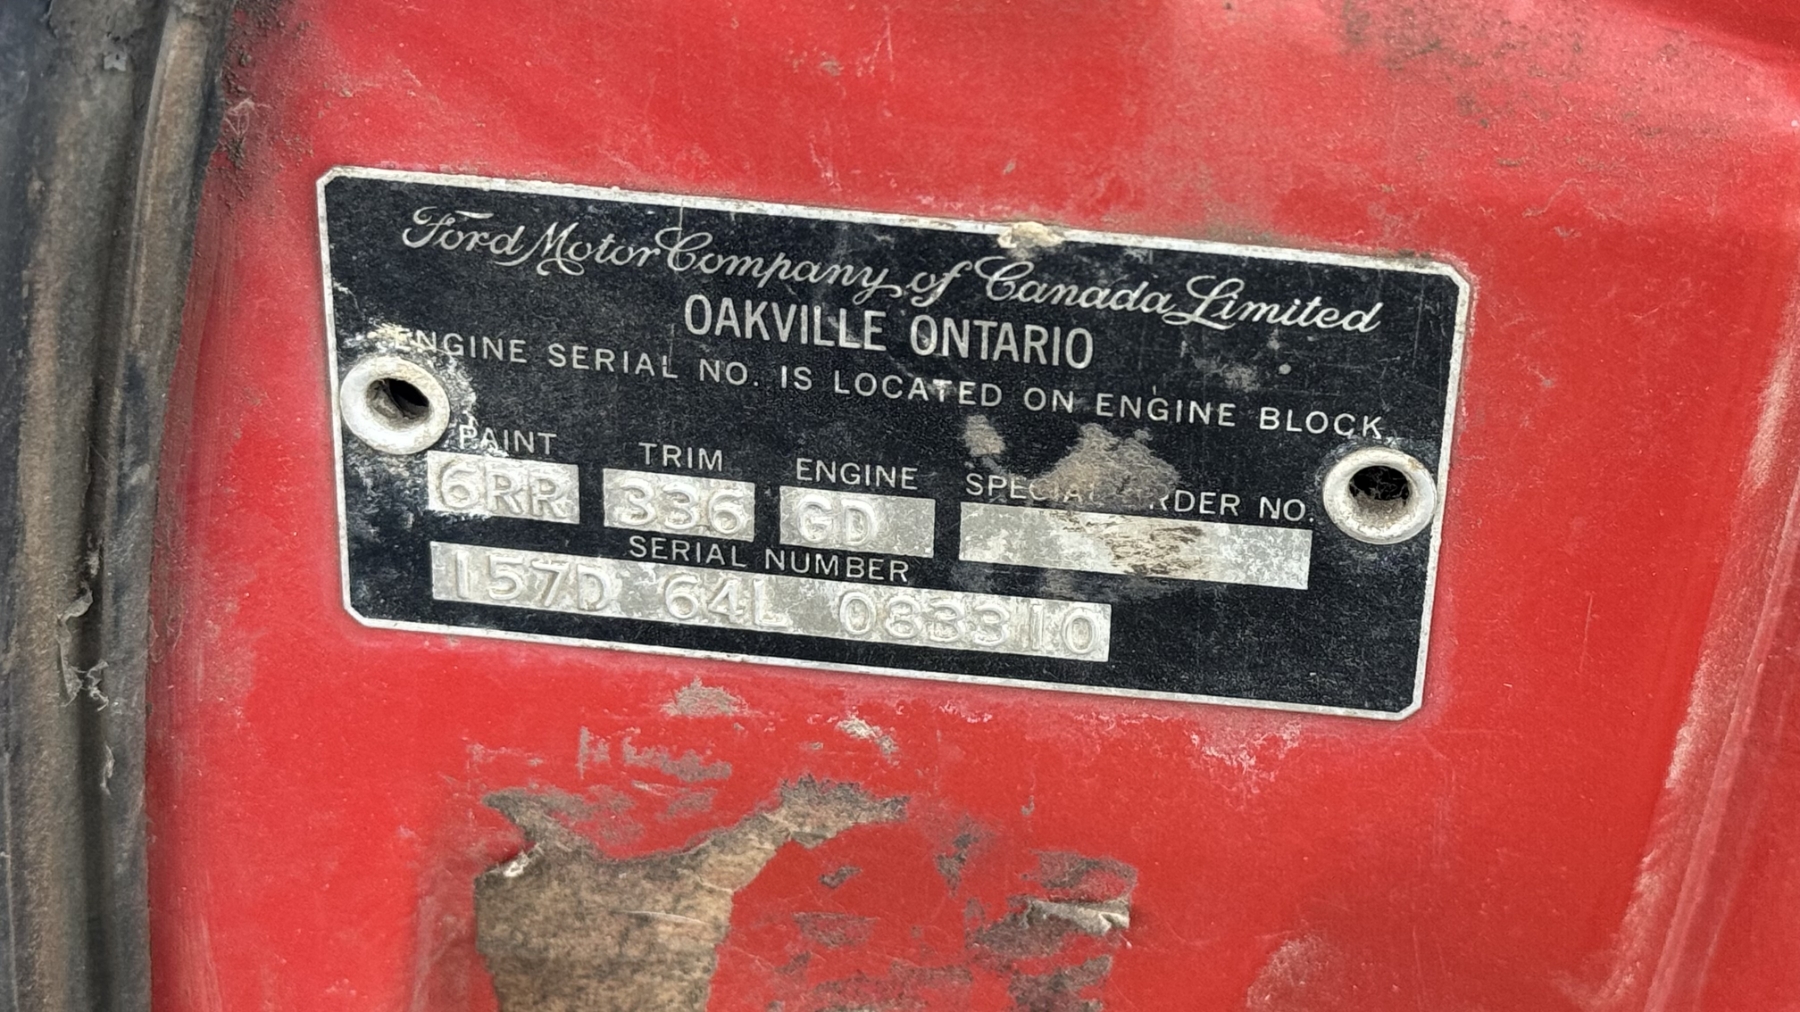 Ford Motor Company of Canada Limited
OAKVILLE ONTARIO
ENGINE SERIAL NO. IS LOCATED ON ENGINE BLOCK.
PAINT TRIM ENGINE SPECIAL ORDER NO.
6RR 336 GD
SERIAL NUMBER
157D 64L 083310